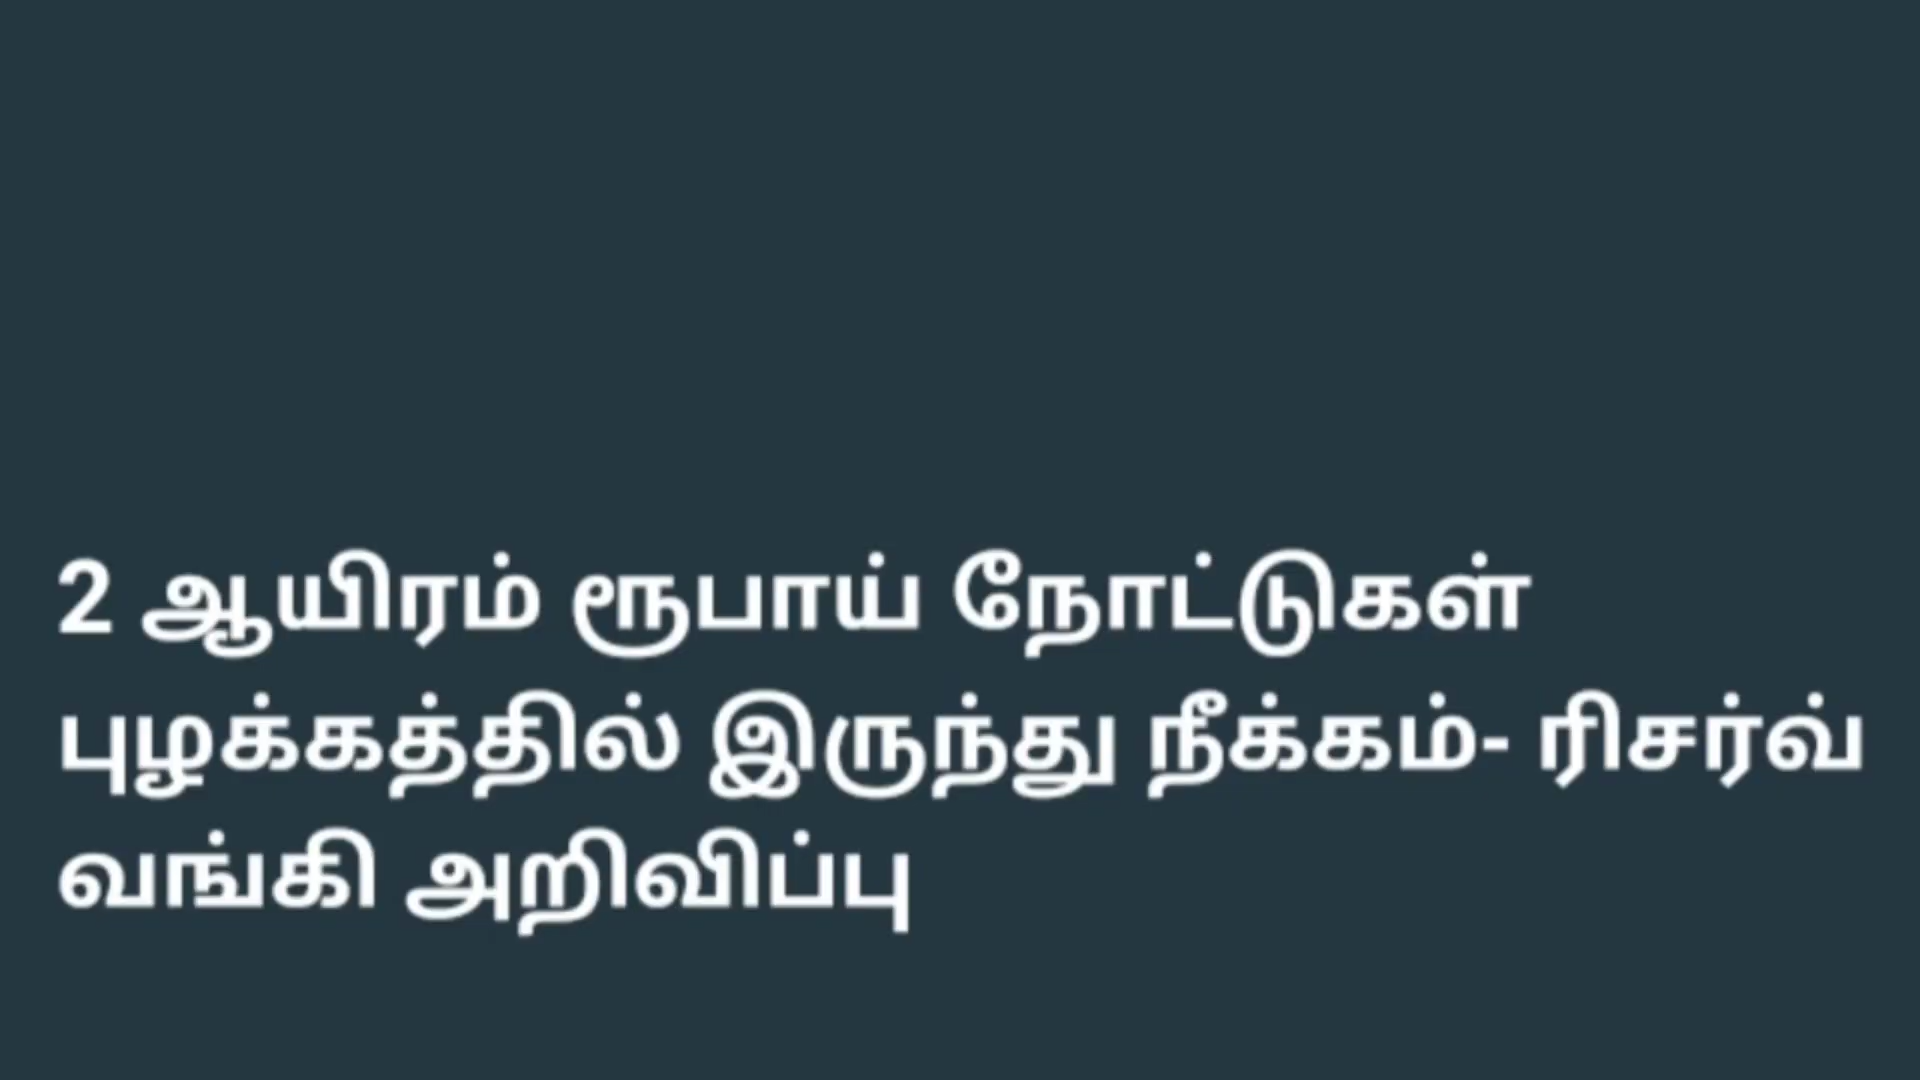 2 ஆயிரம் ரூபாய் நோட்டுகள்
புழக்கத்தில் இருந்து நீக்கம்- ரிசர்வ்
வங்கி அறிவிப்பு